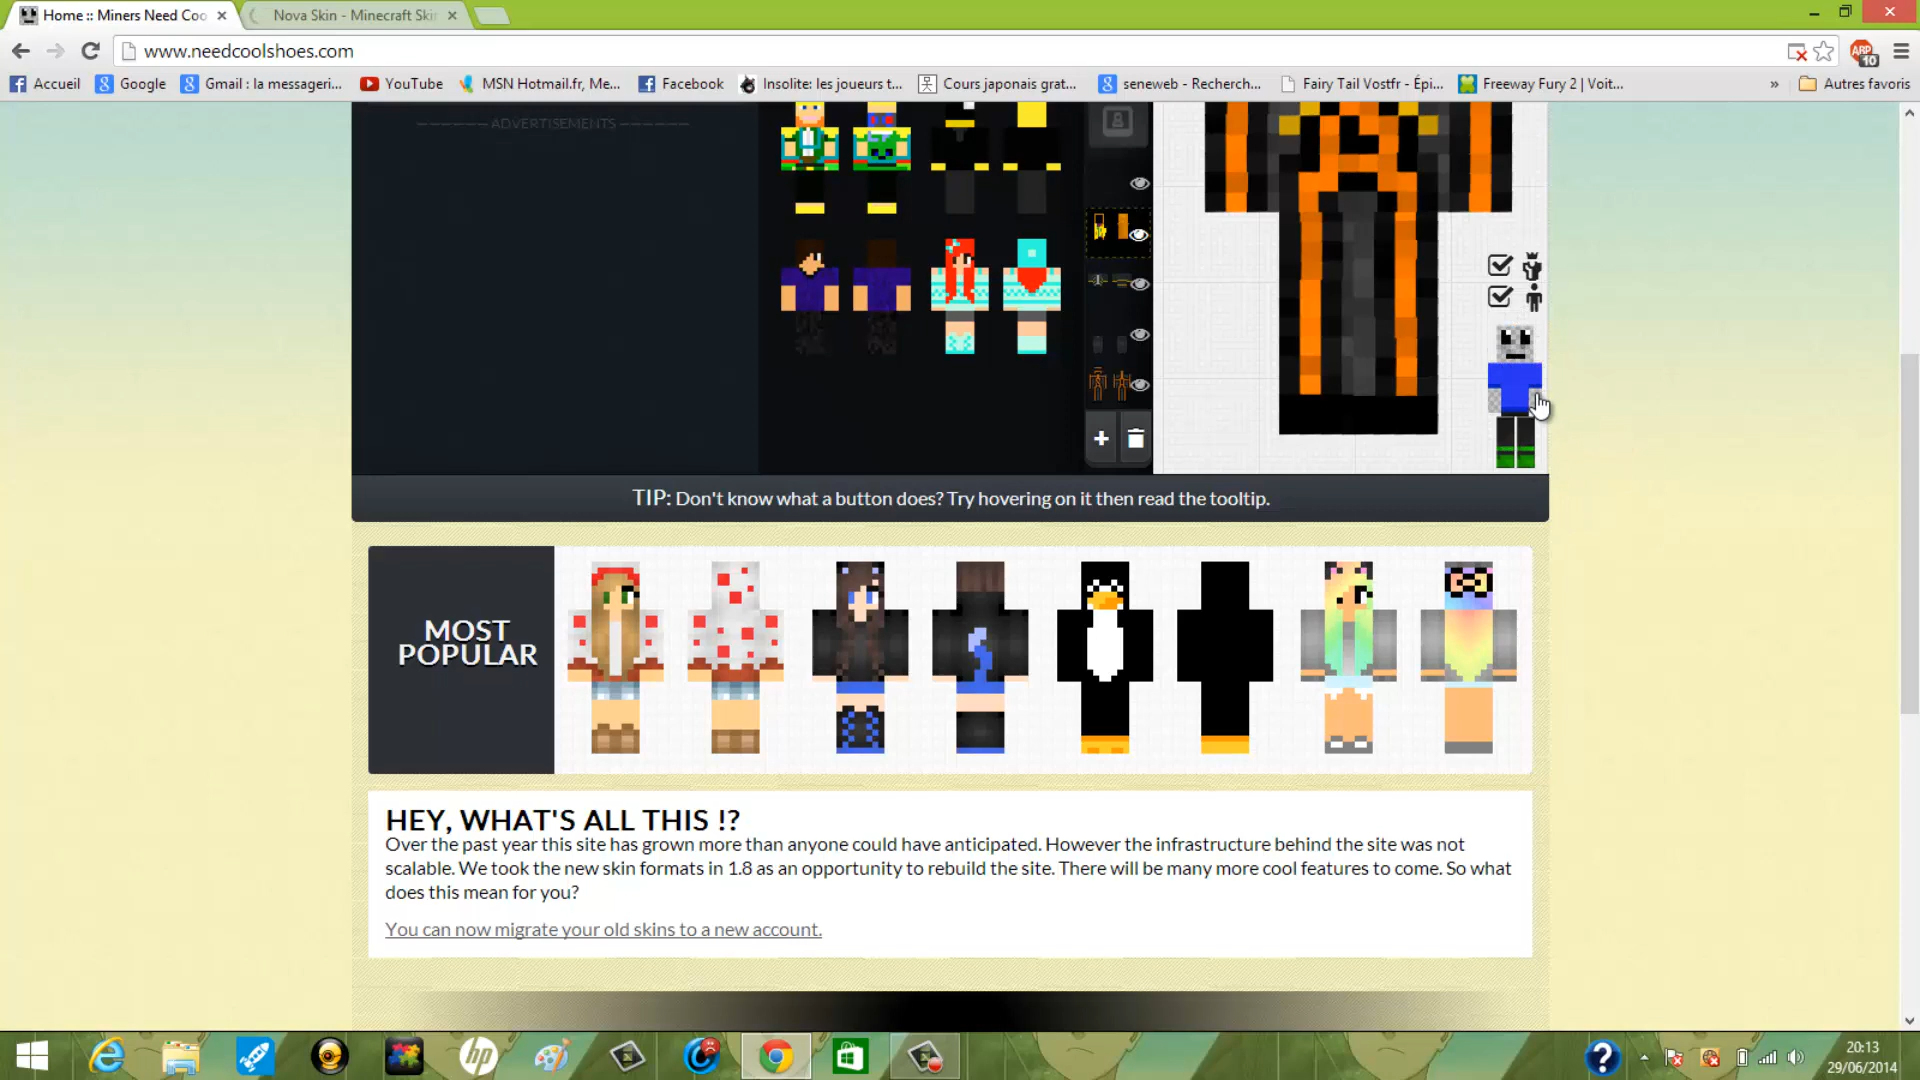 Home :: Miners Need Coo
Nova Skin - Minecraft Skin
www.needcoolshoes.com
ABP
10
Accueil
Google
Gmail : la messageri...
YouTube
MSN Hotmail.fr, Me...
Facebook
Insolite: les joueurs t...
Cours japonais grat...
seneweb - Recherch...
Fairy Tail Vostfr - Épi...
Freeway Fury 2 | Voit...
»
Autres favoris
ADVERTISEMENTS
TIP: Don't know what a button does? Try hovering on it then read the tooltip.
MOST
POPULAR
HEY, WHAT'S ALL THIS !?
Over the past year this site has grown more than anyone could have anticipated. However the infrastructure behind the site was not
scalable. We took the new skin formats in 1.8 as an opportunity to rebuild the site. There will be many more cool features to come. So what
does this mean for you?
You can now migrate your old skins to a new account.
hp
20:13
29/06/2014